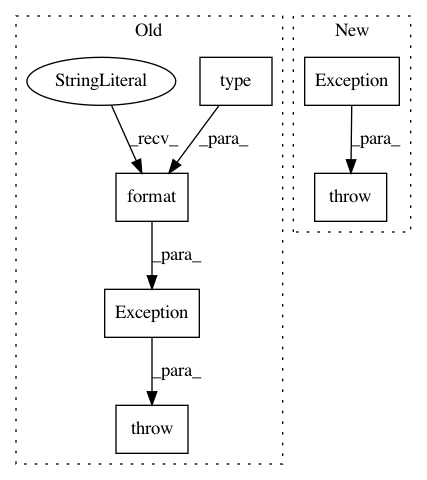 Old
New
StringLiteral
type
Exception
_recv_
_para_
_para_
format
throw
_para_
Exception
_para_
throw